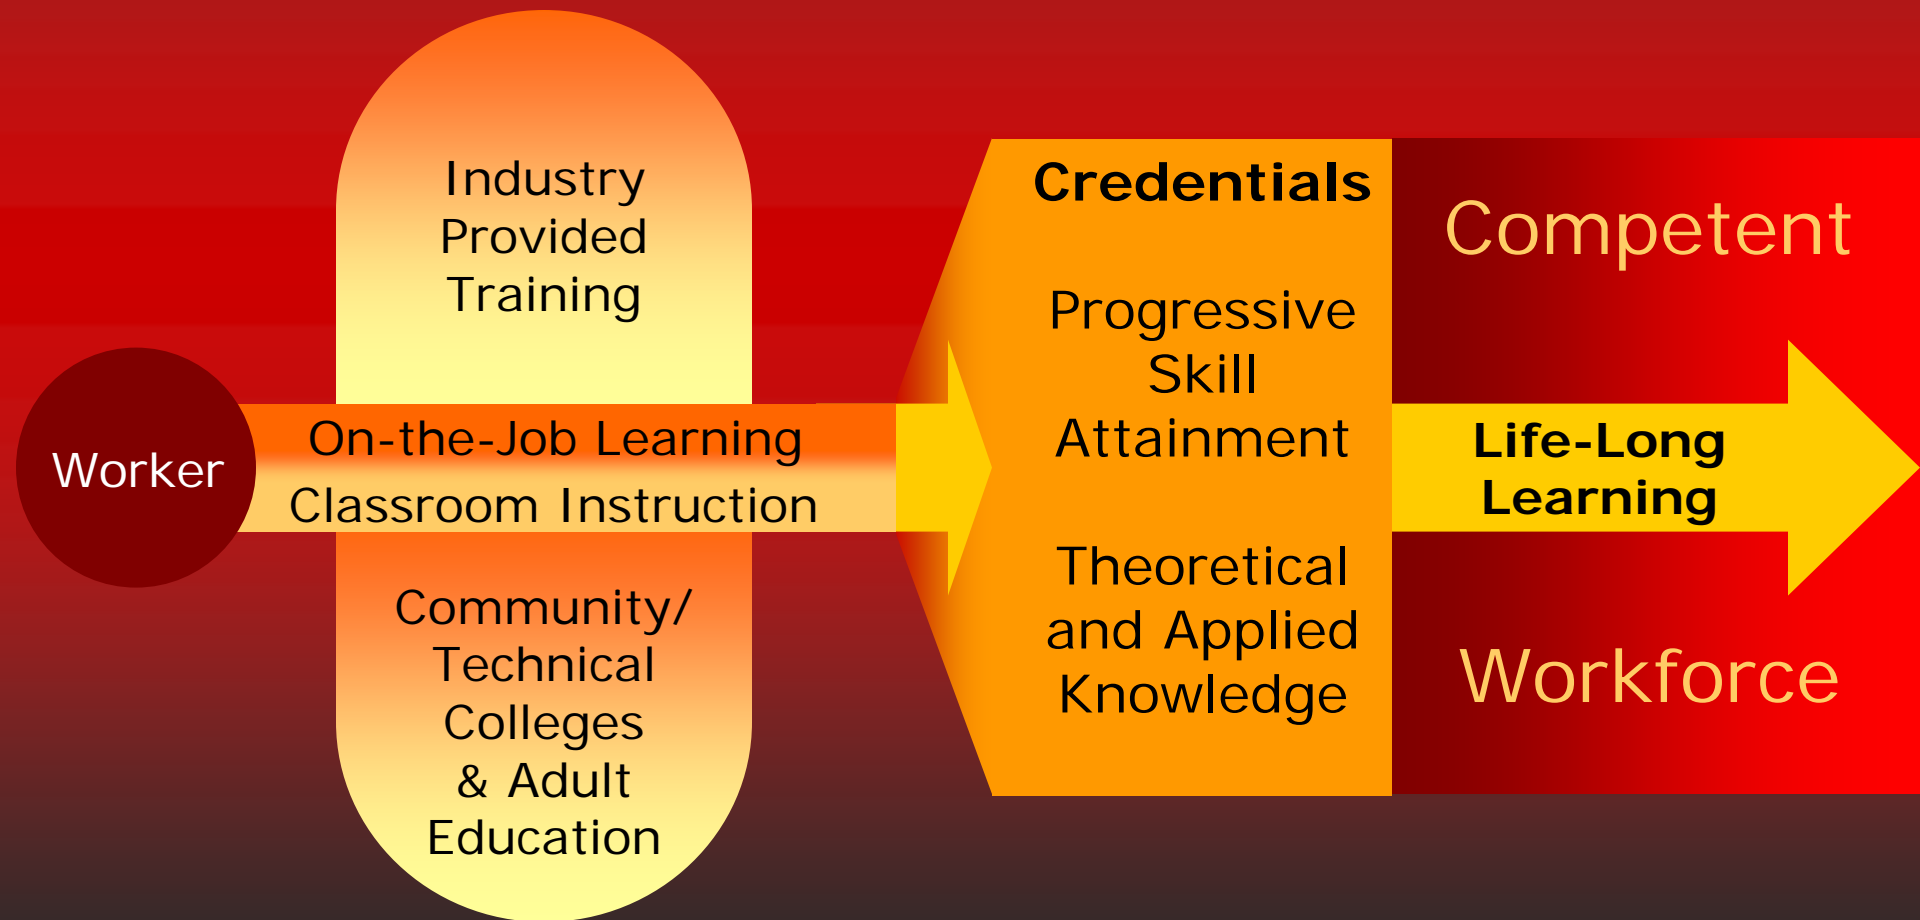 Worker
Industry
Provided
Training
On-the-Job Learning
Classroom Instruction
Community/
Technical
Colleges
& Adult
Education
Credentials
Progressive
Skill
Attainment
Theoretical
and Applied
Knowledge
Competent
Life-Long
Learning
Workforce